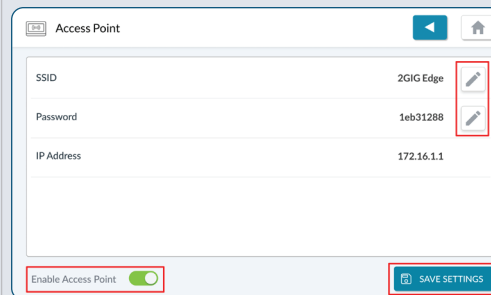 Access Point
SSID 2GIG Edge
Password 1eb31288
IP Address 172.16.1.1
Enable Access Point SAVE SETTINGS